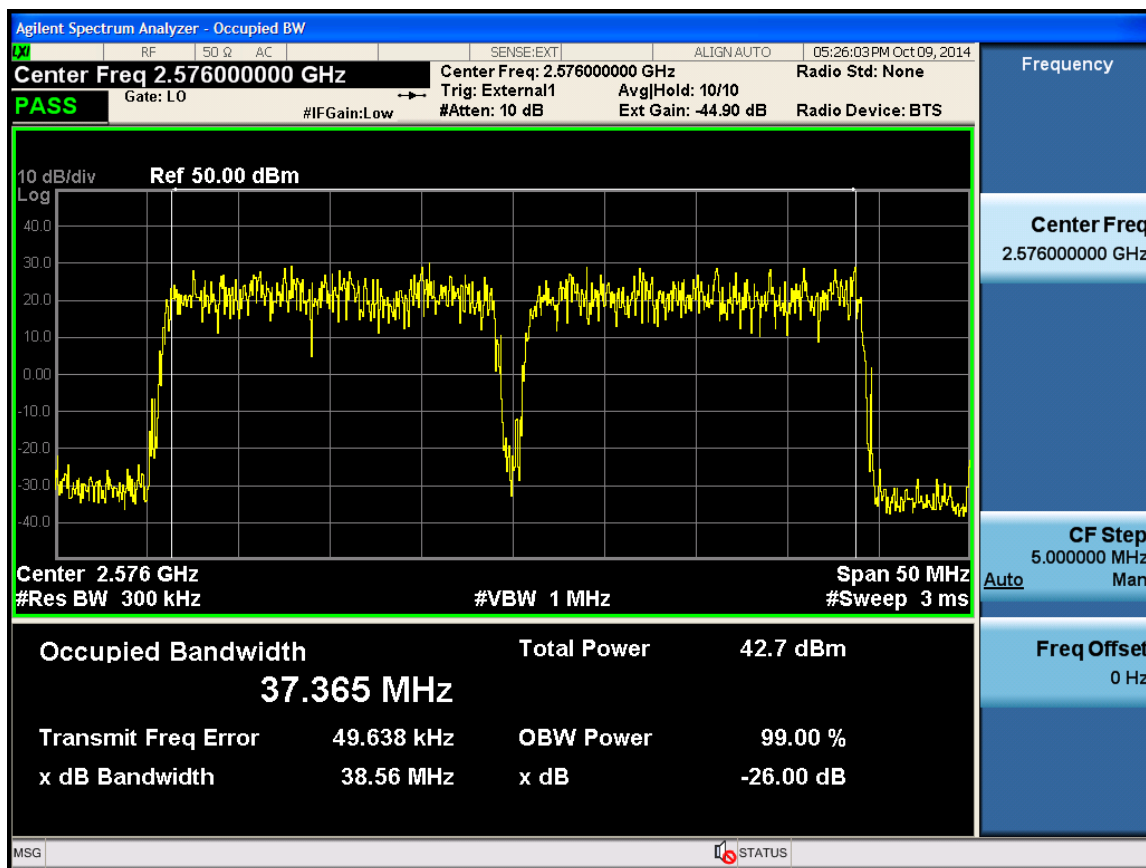 Agilent Spectrum Analyzer - Occupied BW
LXI RF 50 Ω AC SENSE:EXT ALIGN AUTO 05:26:03 PM Oct 09, 2014
Center Freq 2.576000000 GHz
Center Freq: 2.576000000 GHz
Radio Std: None
PASS
Gate: LO
Trig: External1
Avg|Hold: 10/10
#IFGain:Low
#Atten: 10 dB
Ext Gain: -44.90 dB
Radio Device: BTS
10 dB/div
Ref 50.00 dBm
Log
40.0
30.0
20.0
10.0
0.00
-10.0
-20.0
-30.0
-40.0
Center 2.576 GHz
Span 50 MHz
#Res BW 300 kHz
#VBW 1 MHz
#Sweep 3 ms
Occupied Bandwidth
Total Power 42.7 dBm
37.365 MHz
Transmit Freq Error 49.638 kHz
OBW Power 99.00 %
x dB Bandwidth 38.56 MHz
x dB -26.00 dB
Frequency
Center Freq
2.576000000 GHz
CF Step
5.000000 MHz
Auto Man
Freq Offset
0 Hz
MSG
STATUS